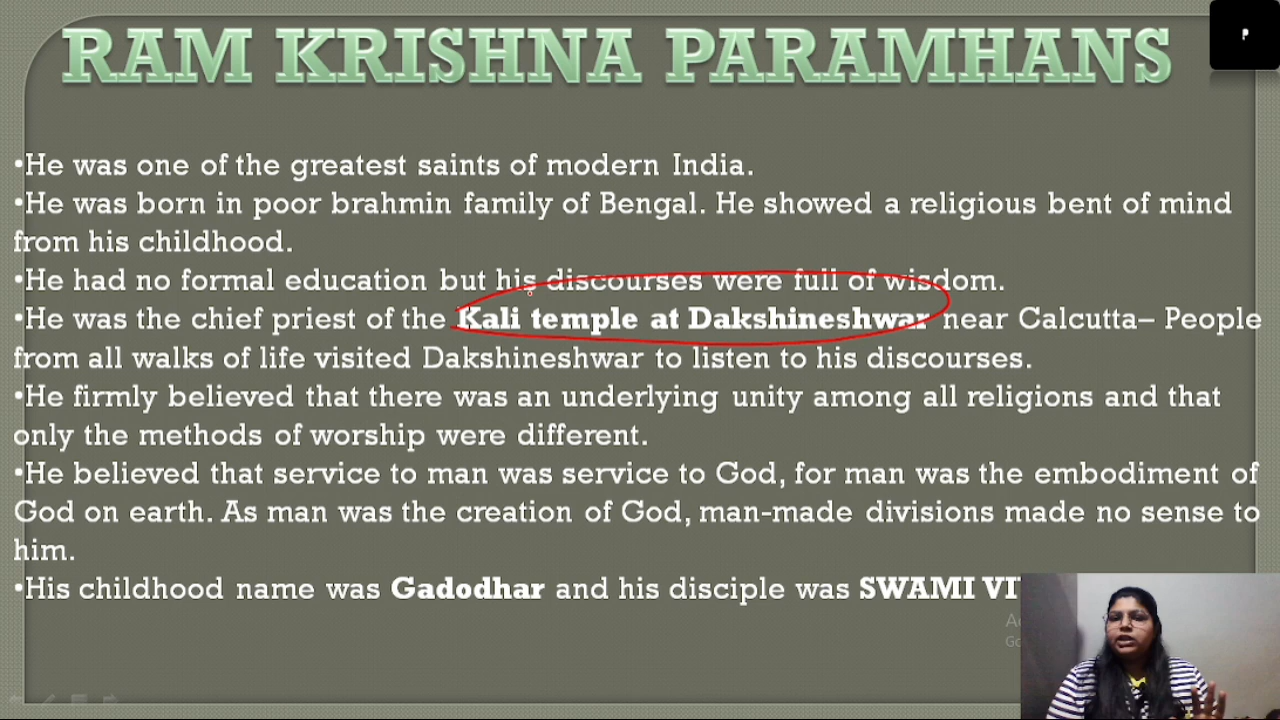 RAM KRISHNA PARAMHANS
•He was one of the greatest saints of modern India.
•He was born in poor brahmin family of Bengal. He showed a religious bent of mind
from his childhood.
•He had no formal education but his discourses were full of wisdom.
•He was the chief priest of the Kali temple at Dakshineshwar near Calcutta– People
from all walks of life visited Dakshineshwar to listen to his discourses.
•He firmly believed that there was an underlying unity among all religions and that
only the methods of worship were different.
•He believed that service to man was service to God, for man was the embodiment of
God on earth. As man was the creation of God, man-made divisions made no sense to
him.
•His childhood name was Gadodhar and his disciple was SWAMI VI